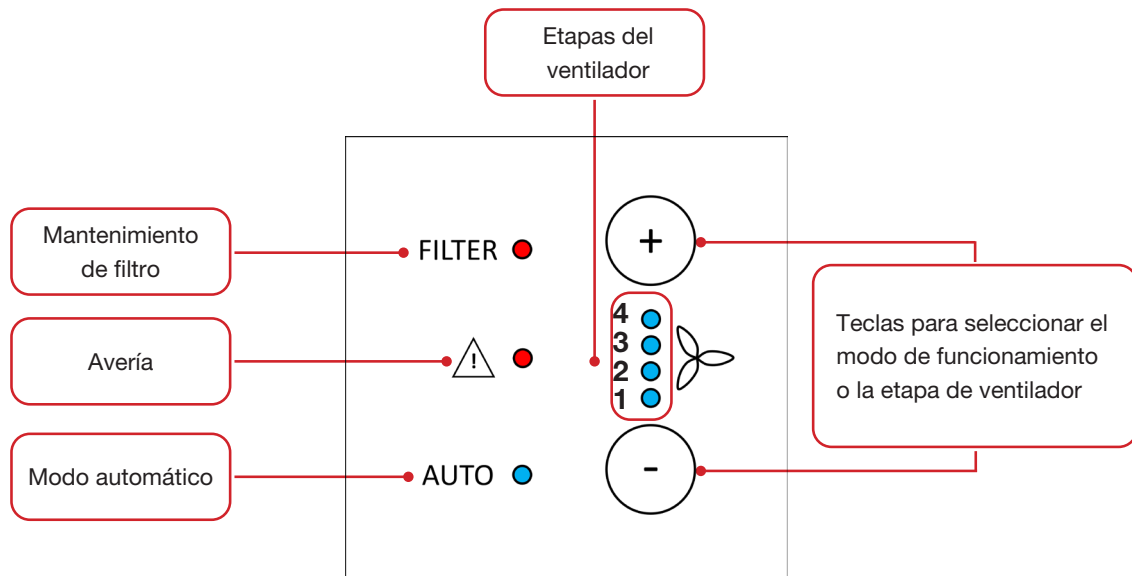 Etapas del
ventilador
Mantenimiento
de filtro
FILTER
+
4
3
2
1
Teclas para seleccionar el
modo de funcionamiento
o la etapa de ventilador
Avería
!
Modo automático
AUTO
-